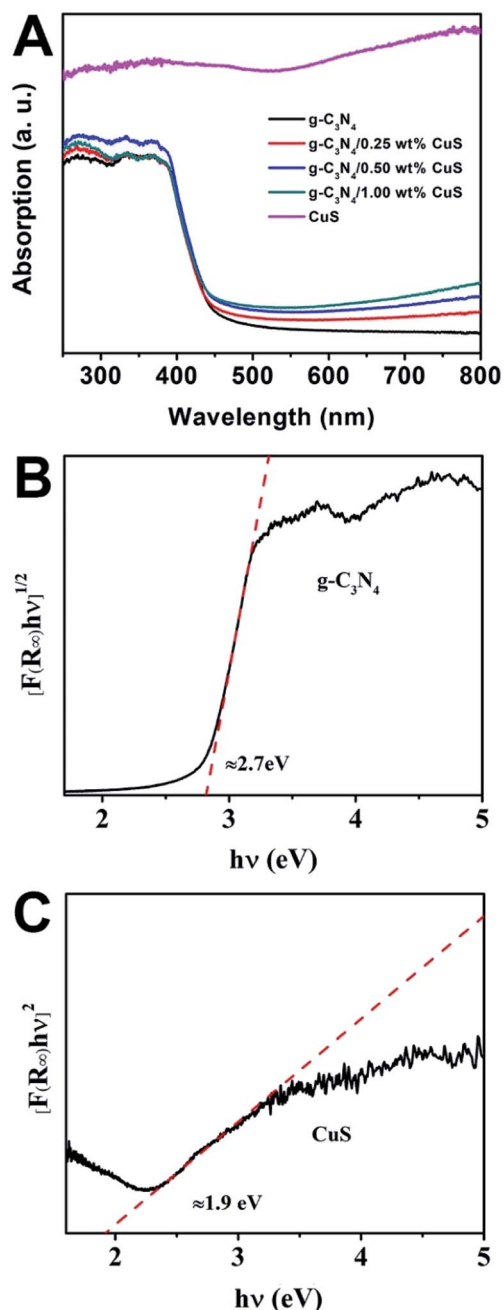 A
Absorption (a. u.)
g-C₃N₄
g-C₃N₄/0.25 wt% CuS
g-C₃N₄/0.50 wt% CuS
g-C₃N₄/1.00 wt% CuS
CuS
300 400 500 600 700 800
Wavelength (nm)
B
[F(R∞)hν]^1/2
g-C₃N₄
≈2.7eV
2 3 4 5
hν (eV)
C
[F(R∞)hν]²
CuS
≈1.9 eV
2 3 4 5
hν (eV)